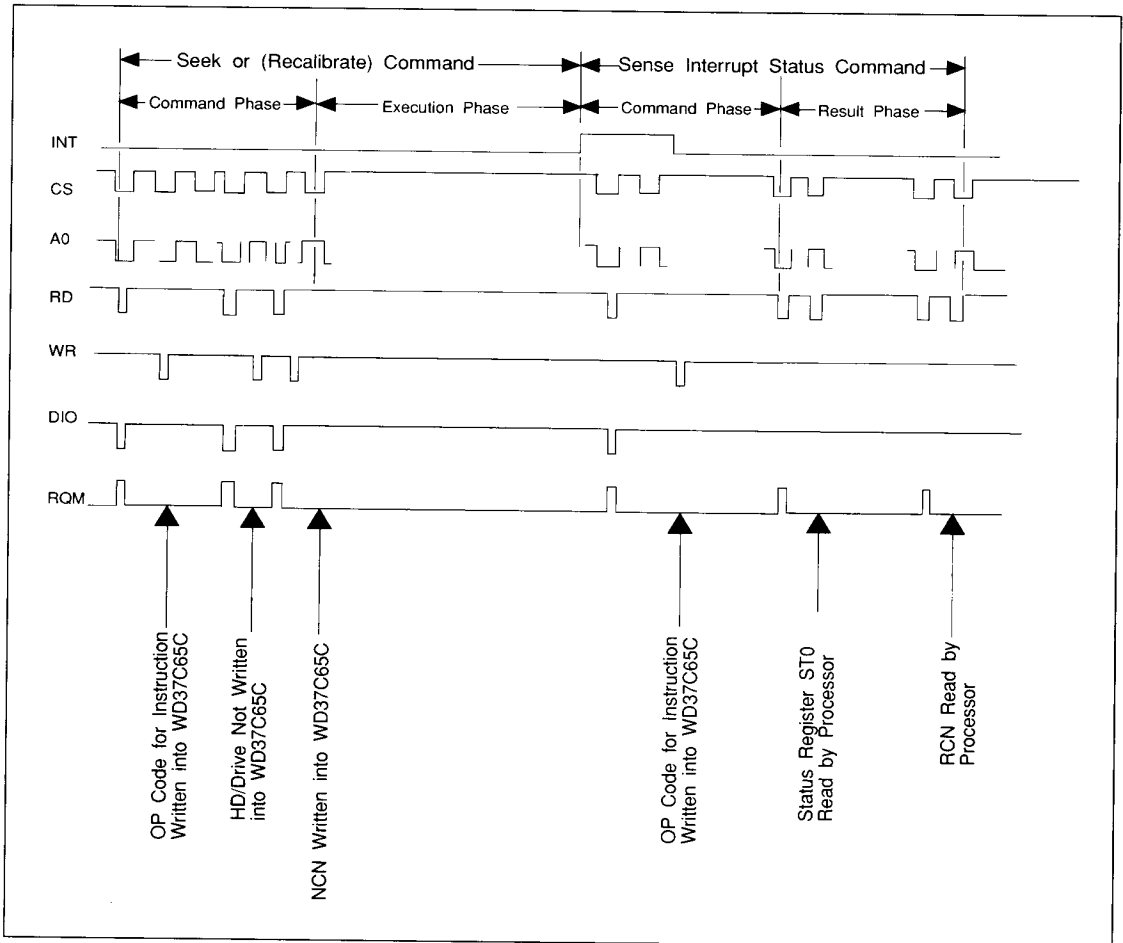 Seek or (Recalibrate) Command
Sense Interrupt Status Command
Command Phase
Execution Phase
Command Phase
Result Phase
INT
CS
A0
RD
WR
DIO
RQM
OP Code for Instruction
Written into WD37C65C
HD/Drive Not Written
into WD37C65C
NCN Written into WD37C65C
OP Code for Instruction
Written into WD37C65C
Status Register ST0
Read by Processor
RCN Read by
Processor